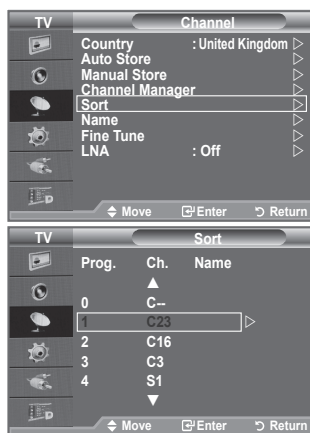 TV Channel
Country : United Kingdom ▷
Auto Store ▷
Manual Store ▷
Channel Manager ▷
Sort ▷
Name ▷
Fine Tune ▷
LNA : Off ▷
Move Enter Return
TV Sort
Prog. Ch. Name
▲
0 C--
1 C23 ▷
2 C16
3 C3
4 S1
▼
Move Enter Return